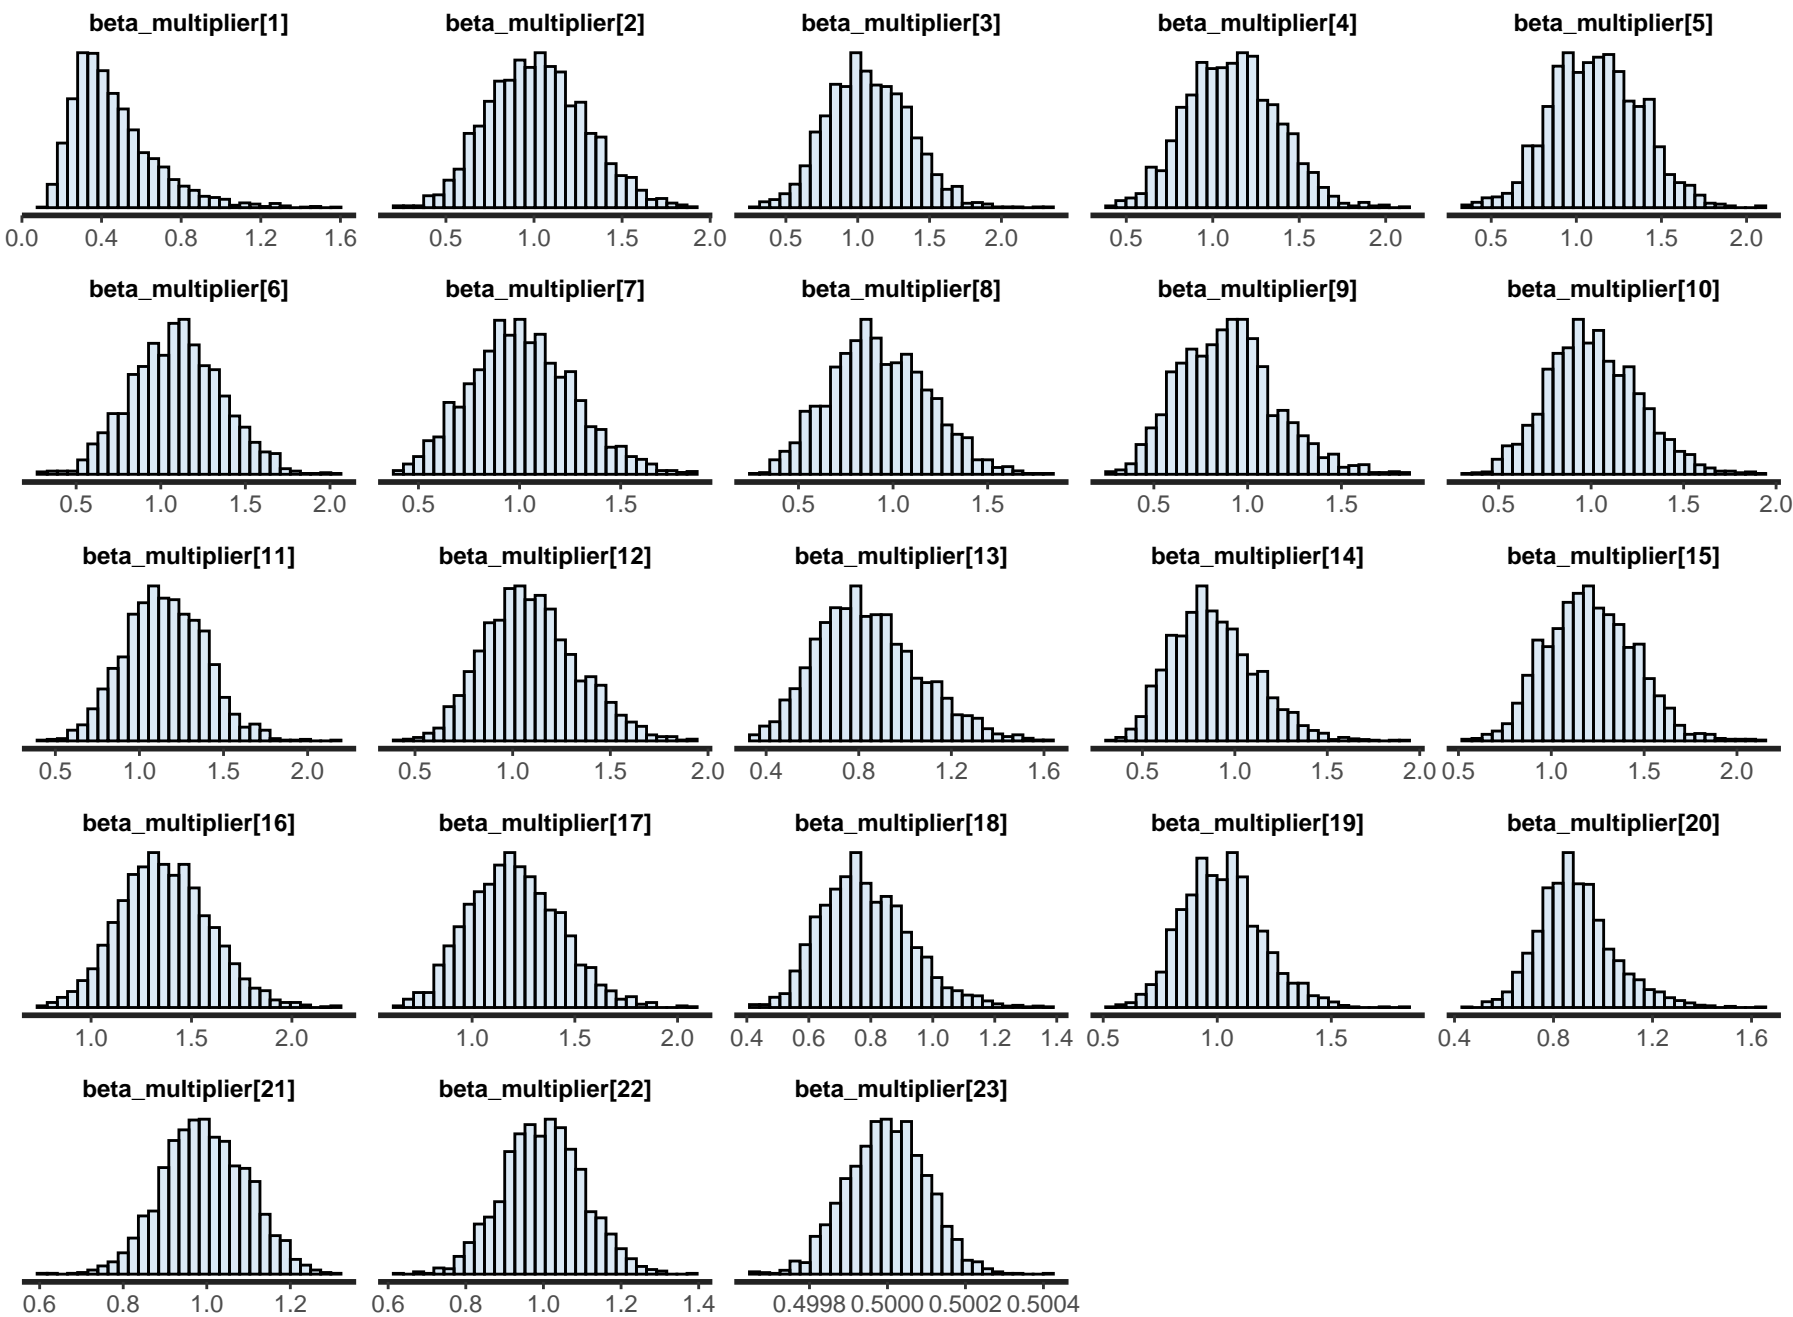 beta_multiplier[1] beta_multiplier[2] beta_multiplier[3] beta_multiplier[4] beta_multiplier[5]
0.0 0.4 0.8 1.2 1.6 0.5 1.0 1.5 2.0 0.5 1.0 1.5 2.0 0.5 1.0 1.5 2.0 0.5 1.0 1.5 2.0
beta_multiplier[6] beta_multiplier[7] beta_multiplier[8] beta_multiplier[9] beta_multiplier[10]
0.5 1.0 1.5 2.0 0.5 1.0 1.5 0.5 1.0 1.5 0.5 1.0 1.5 0.5 1.0 1.5 2.0
beta_multiplier[11] beta_multiplier[12] beta_multiplier[13] beta_multiplier[14] beta_multiplier[15]
0.5 1.0 1.5 2.0 0.5 1.0 1.5 2.0 0.4 0.8 1.2 1.6 0.5 1.0 1.5 2.0 0.5 1.0 1.5 2.0
beta_multiplier[16] beta_multiplier[17] beta_multiplier[18] beta_multiplier[19] beta_multiplier[20]
1.0 1.5 2.0 1.0 1.5 2.0 0.4 0.6 0.8 1.0 1.2 1.4 0.5 1.0 1.5 0.4 0.8 1.2 1.6
beta_multiplier[21] beta_multiplier[22] beta_multiplier[23]
0.6 0.8 1.0 1.2 0.6 0.8 1.0 1.2 1.4 0.4998 0.5000 0.5002 0.5004